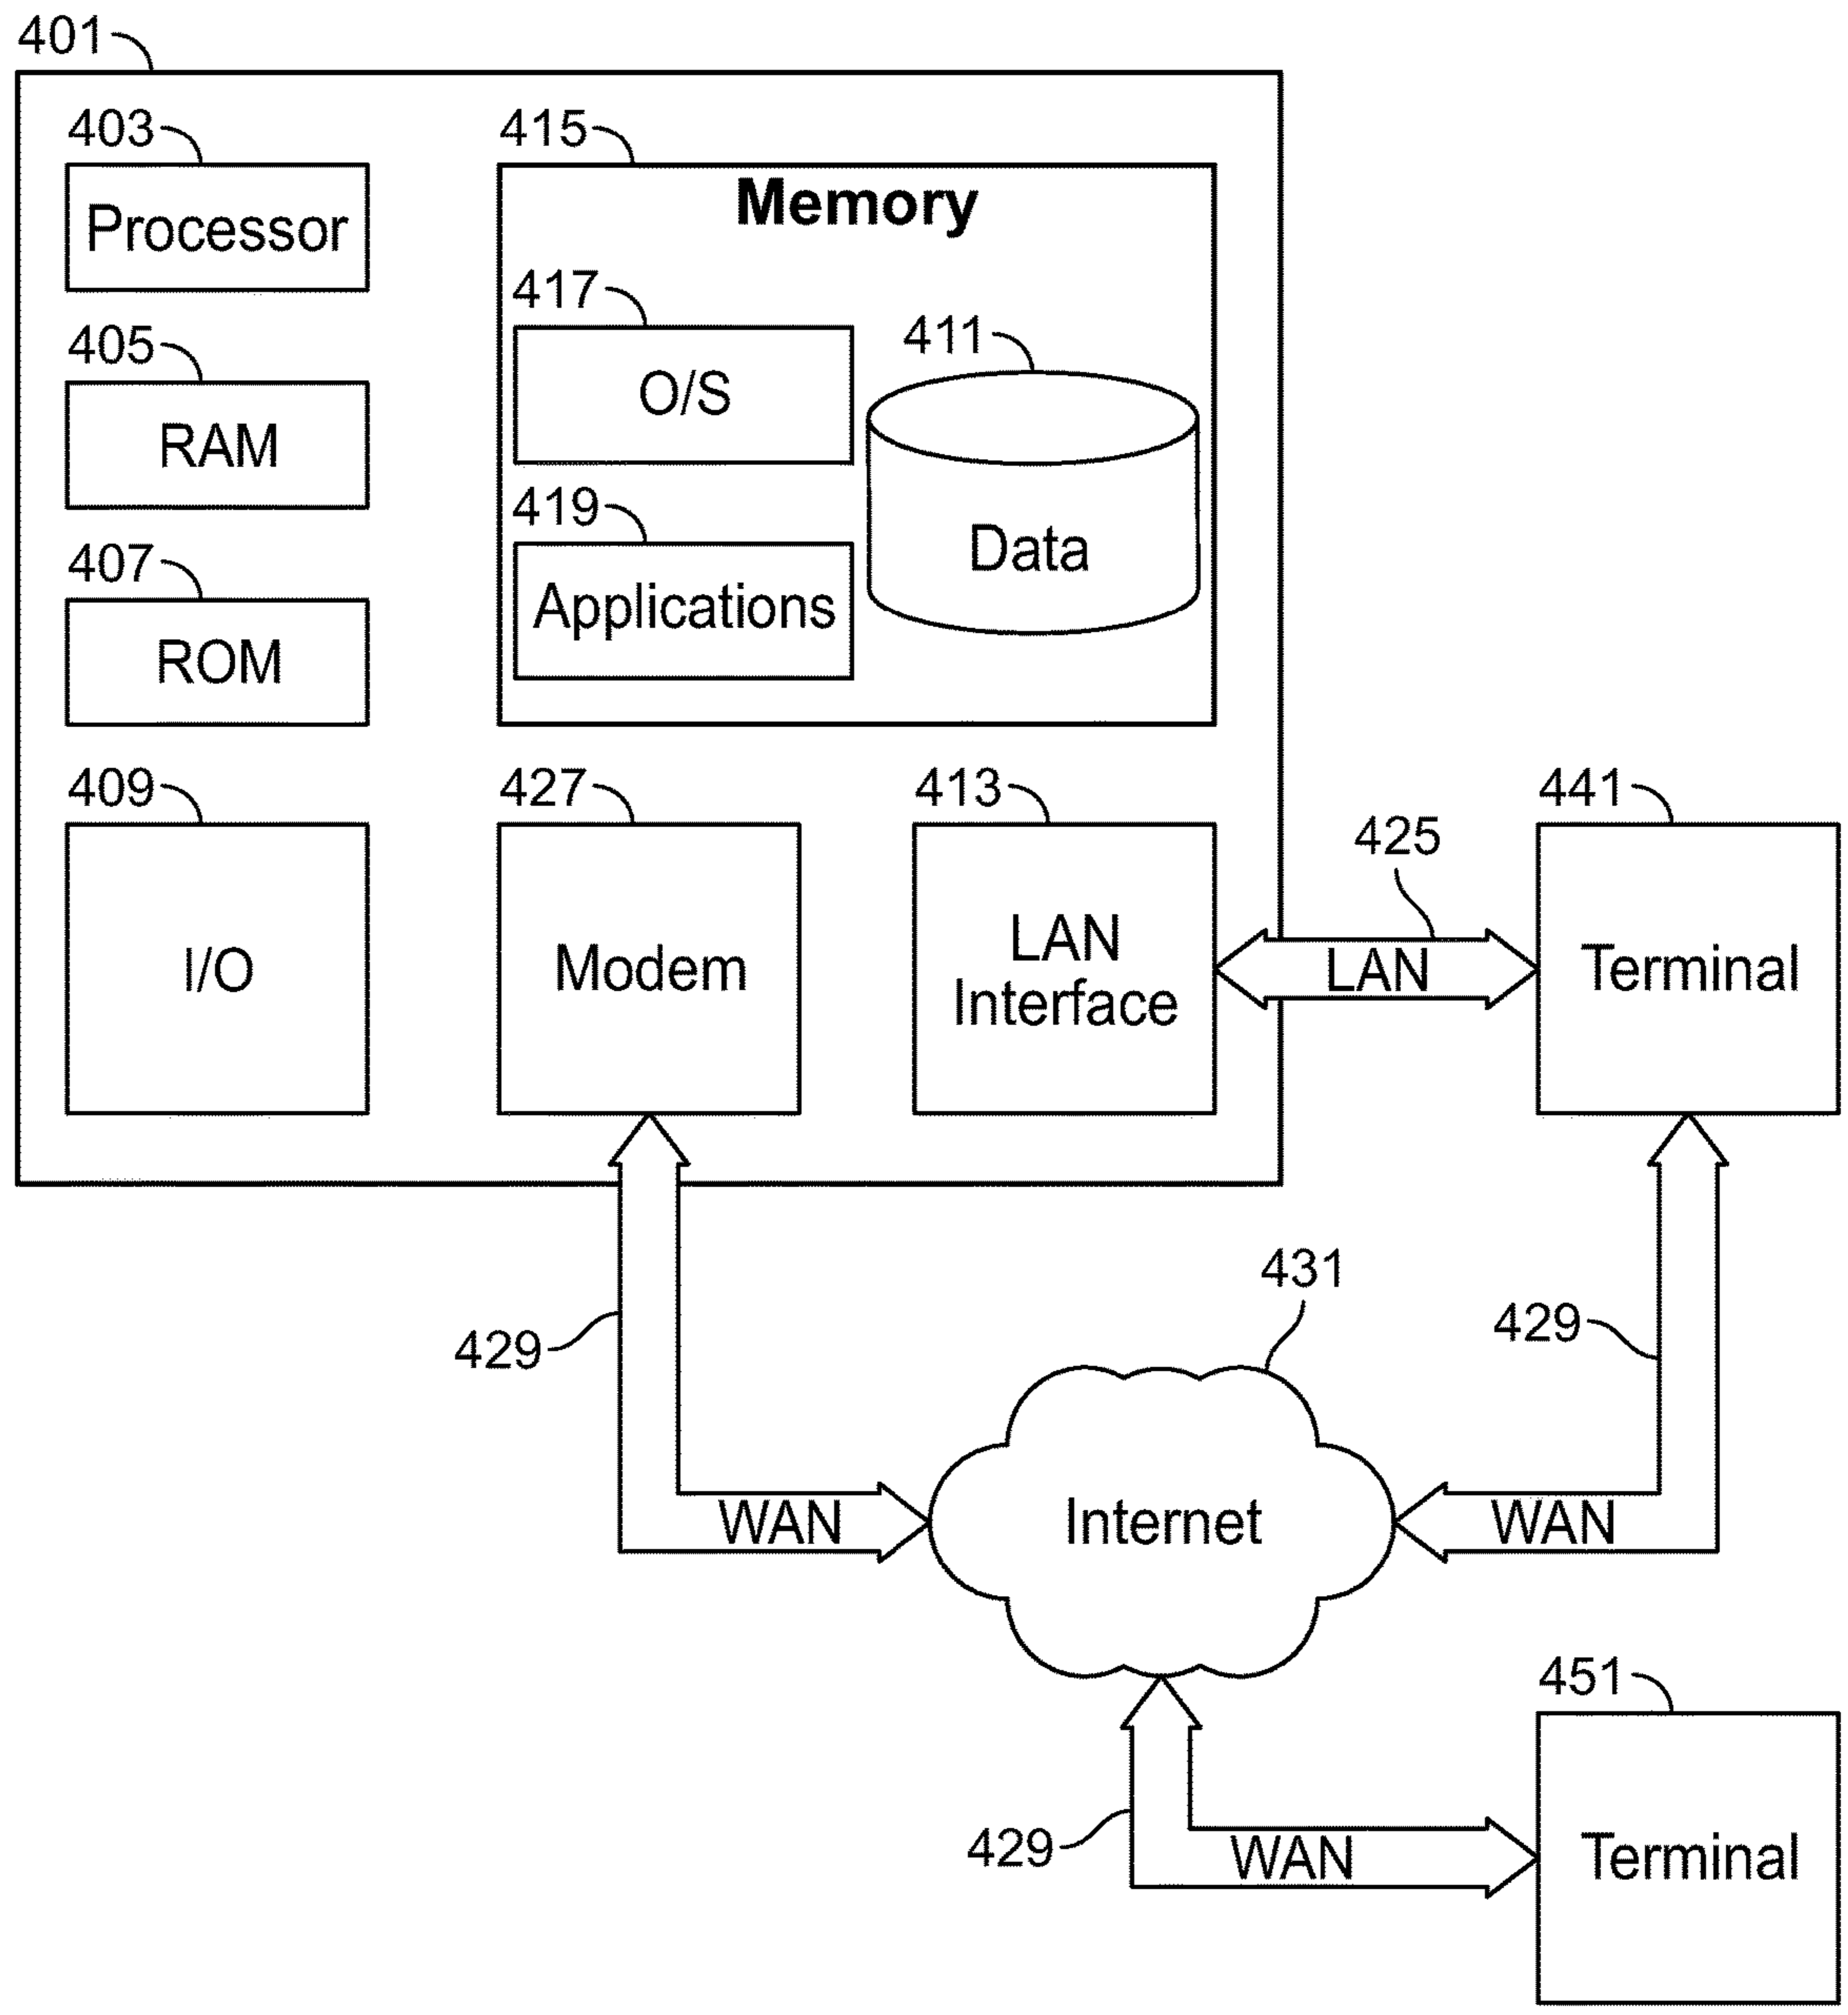 401
403
Processor
405
RAM
407
ROM
409
I/O
415
Memory
417
O/S
411
Data
419
Applications
427
Modem
413
LAN
Interface
425
LAN
441
Terminal
429
WAN
431
Internet
429
WAN
429
WAN
451
Terminal